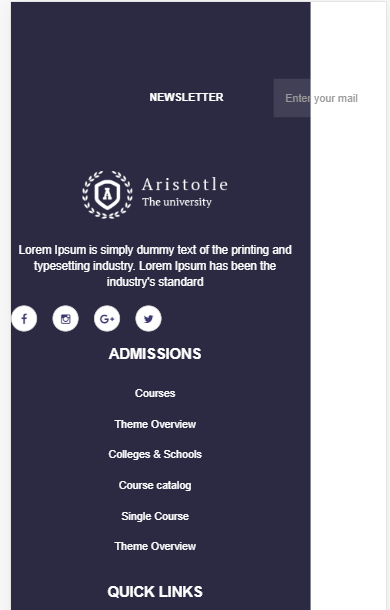 NEWSLETTER
Enter your mail
Aristotle
The university
Lorem Ipsum is simply dummy text of the printing and
typesetting industry. Lorem Ipsum has been the
industry's standard
ADMISSIONS
Courses
Theme Overview
Colleges & Schools
Course catalog
Single Course
Theme Overview
QUICK LINKS